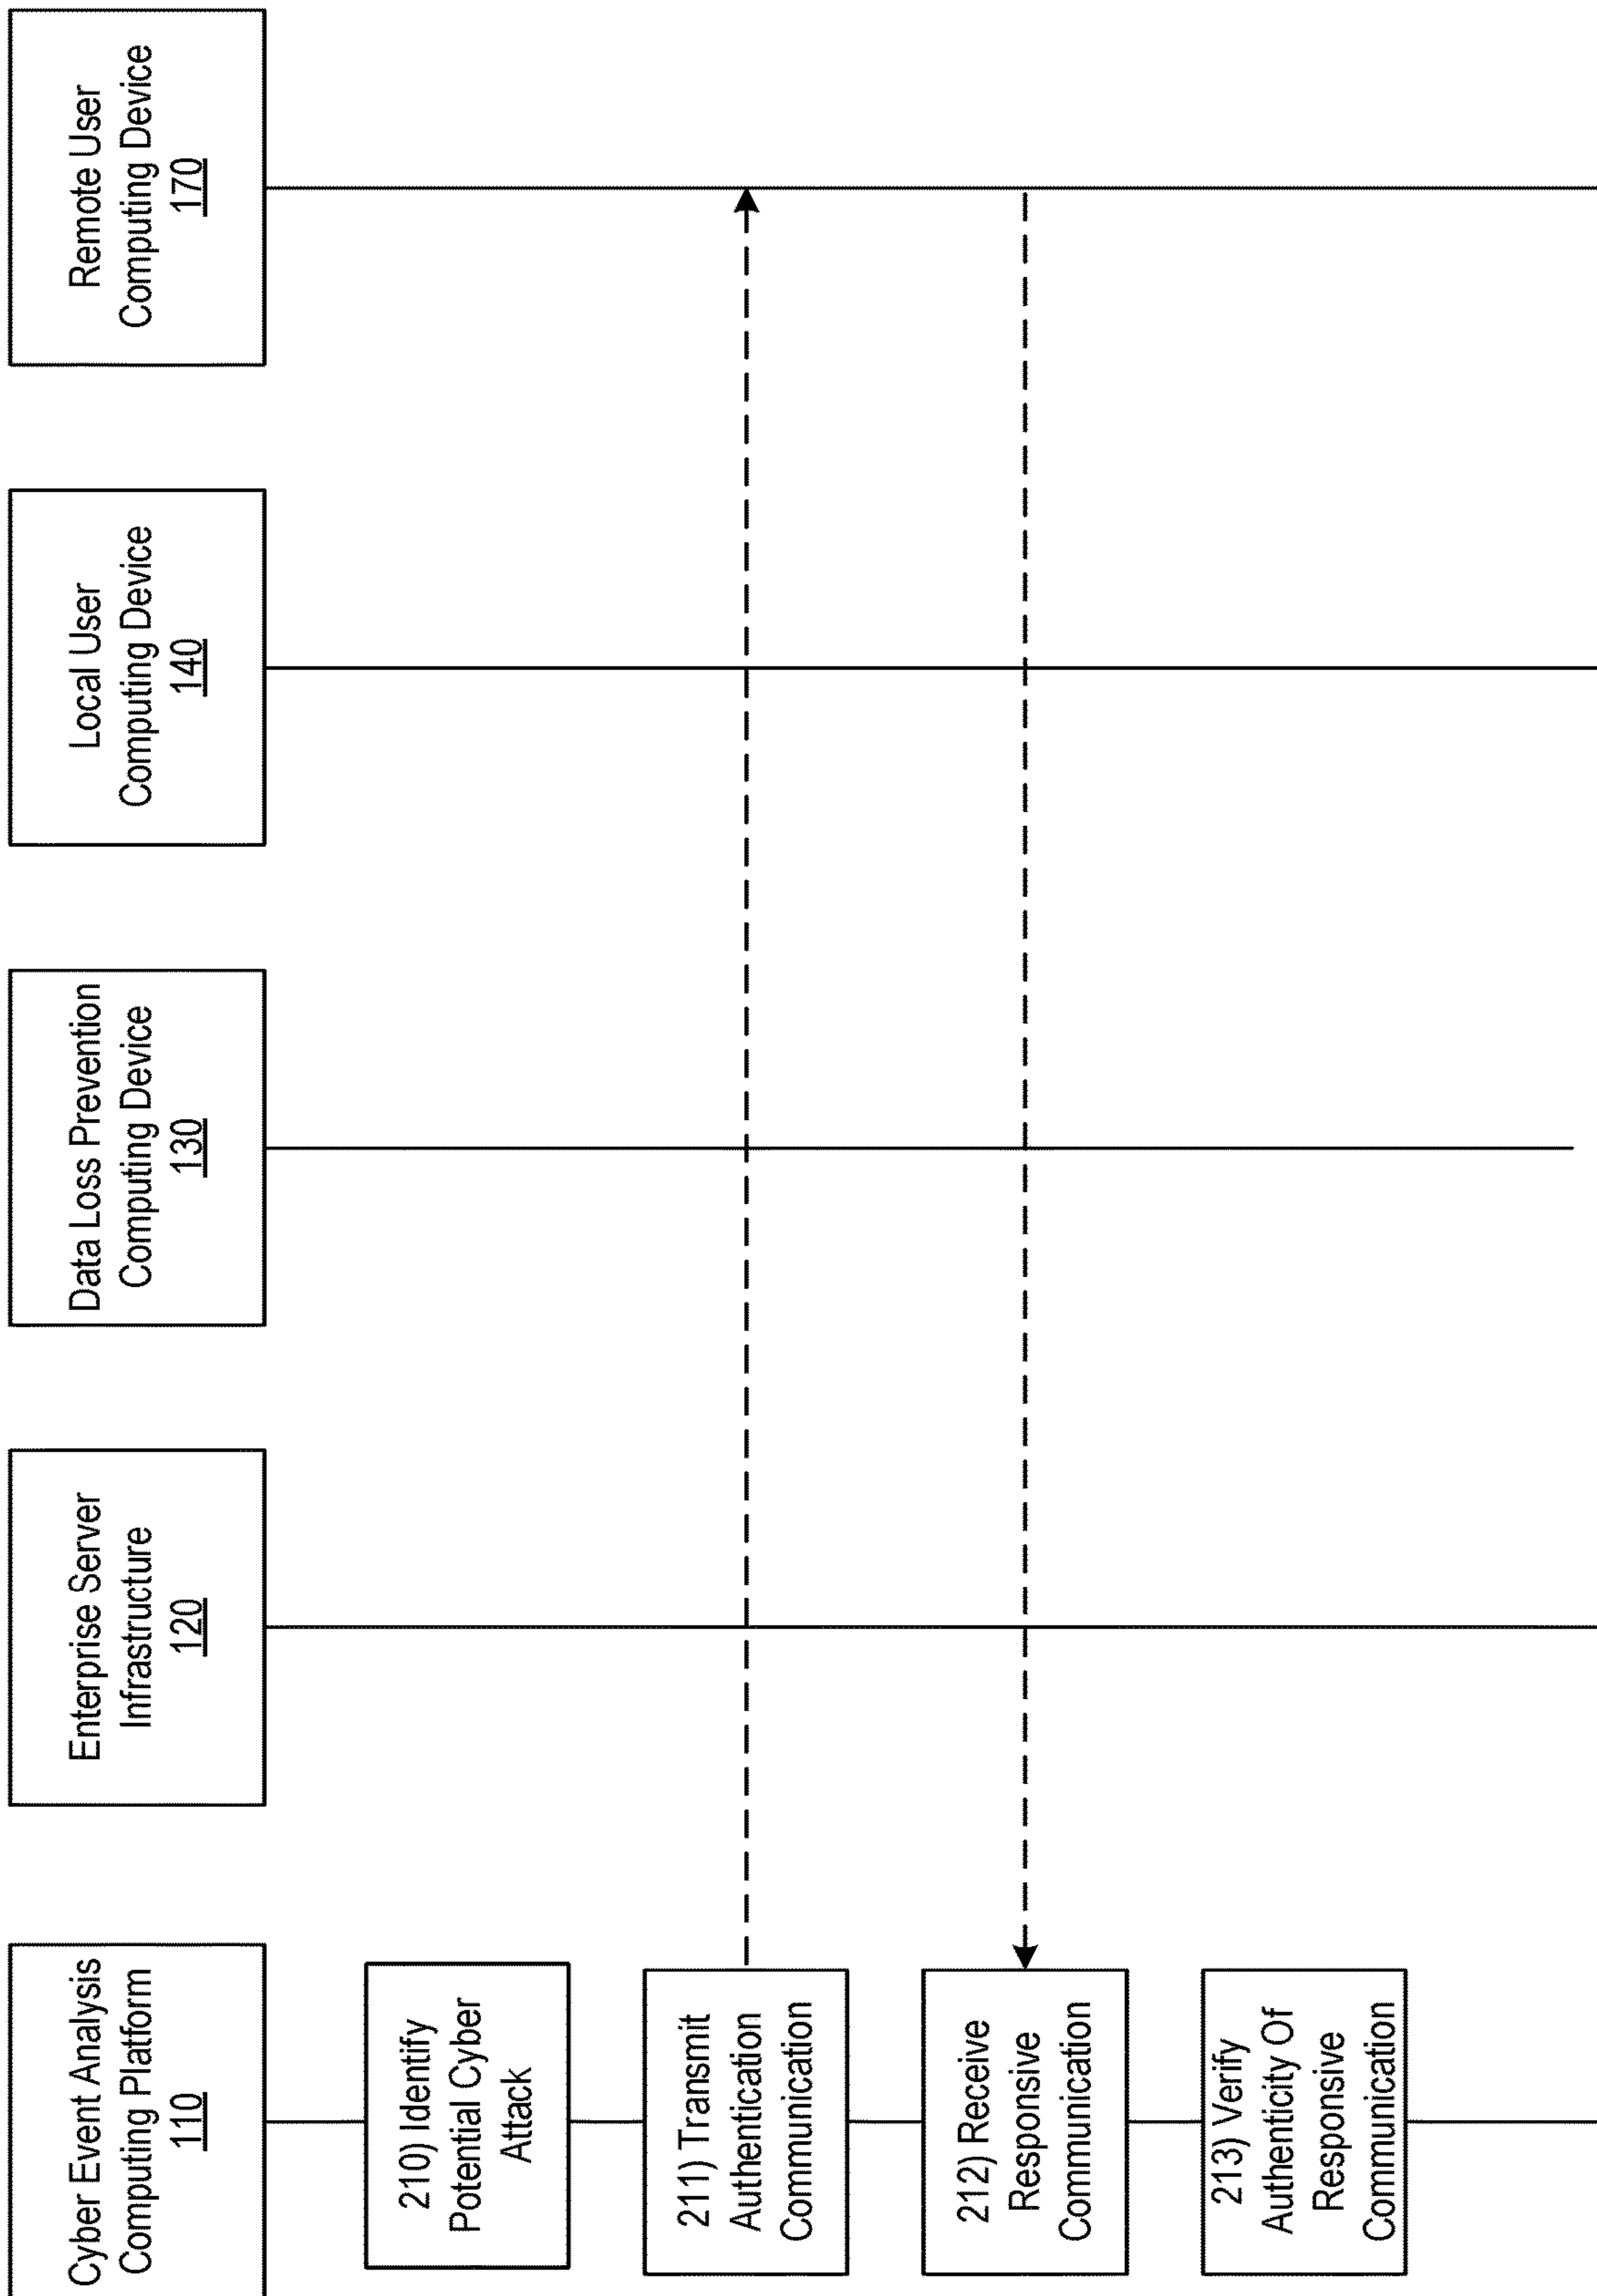 Cyber Event Analysis
Computing Platform
110
Enterprise Server
Infrastructure
120
Data Loss Prevention
Computing Device
130
Local User
Computing Device
140
Remote User
Computing Device
170
210) Identify
Potential Cyber
Attack
2111) Transmit
Authentication
Communication
212) Receive
Responsive
Communication
213) Verify
Authenticity Of
Responsive
Communication